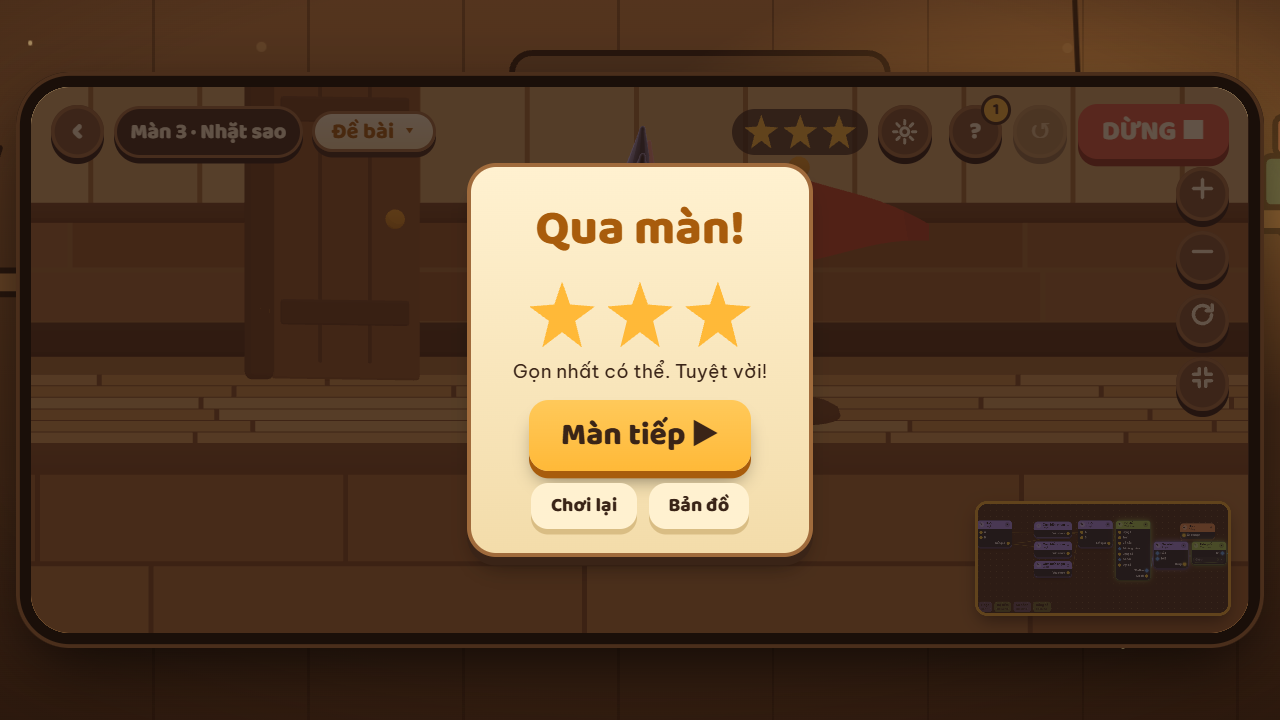 Màn 3 · Nhặt sao
Đề bài
?
1
DỪNG
Qua màn!
Gọn nhất có thể. Tuyệt vời!
Màn tiếp
Chơi lại
Bản đồ